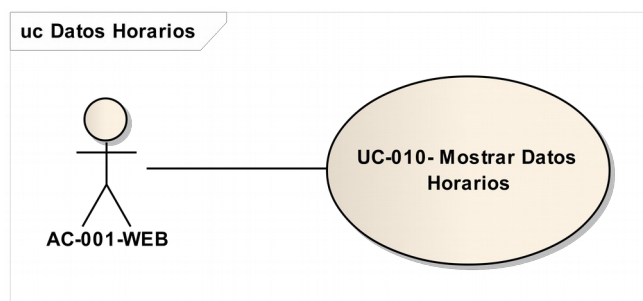 uc Datos Horarios
UC-010- Mostrar Datos
Horarios
AC-001-WEB